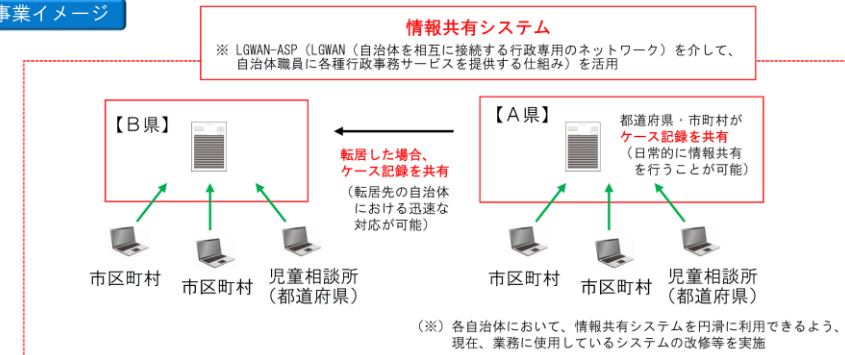 事業イメージ
情報共有システム
※ LGWAN-ASP（LGWAN（自治体を相互に接続する行政専用のネットワーク）を介して、
自治体職員に各種行政事務サービスを提供する仕組み）を活用
【B県】
転居した場合、
ケース記録を共有
（転居先の自治体
における迅速な
対応が可能）
【A県】
都道府県・市町村が
ケース記録を共有
（日常的に情報共有
を行うことが可能）
市区町村
市区町村
児童相談所
（都道府県）
市区町村
市区町村
児童相談所
（都道府県）
（※）各自治体において、情報共有システムを円滑に利用できるよう、
現在、業務に使用しているシステムの改修等を実施